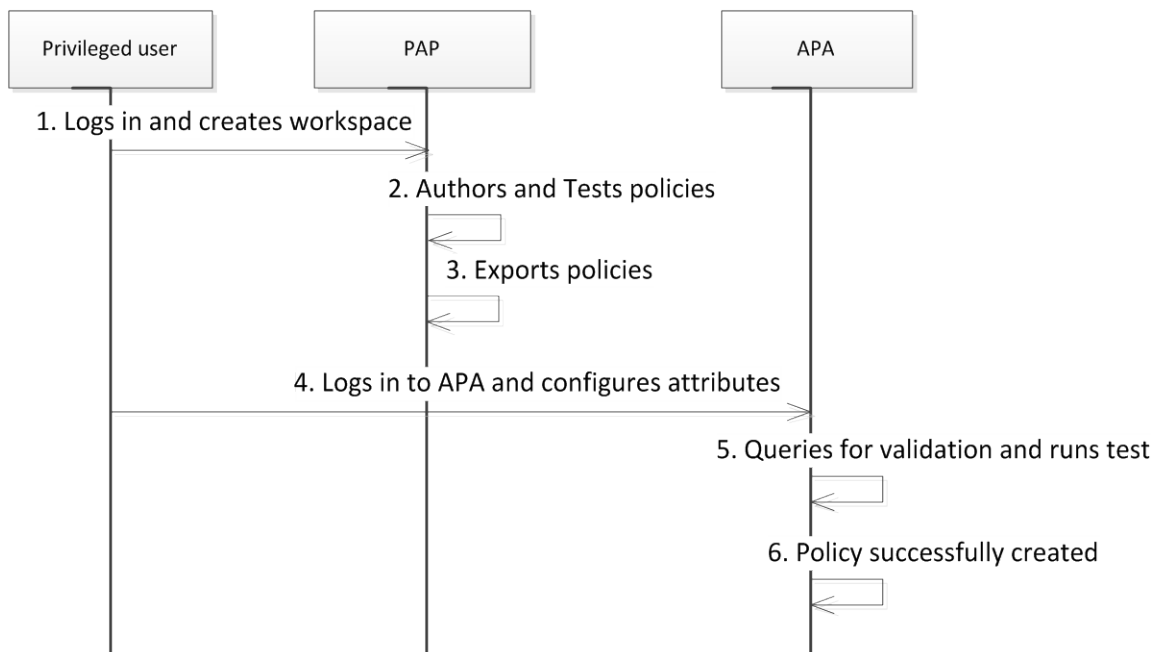 Privileged user
PAP
APA
1. Logs in and creates workspace
2. Authors and Tests policies
3. Exports policies
4. Logs in to APA and configures attributes
5. Queries for validation and runs test
6. Policy successfully created